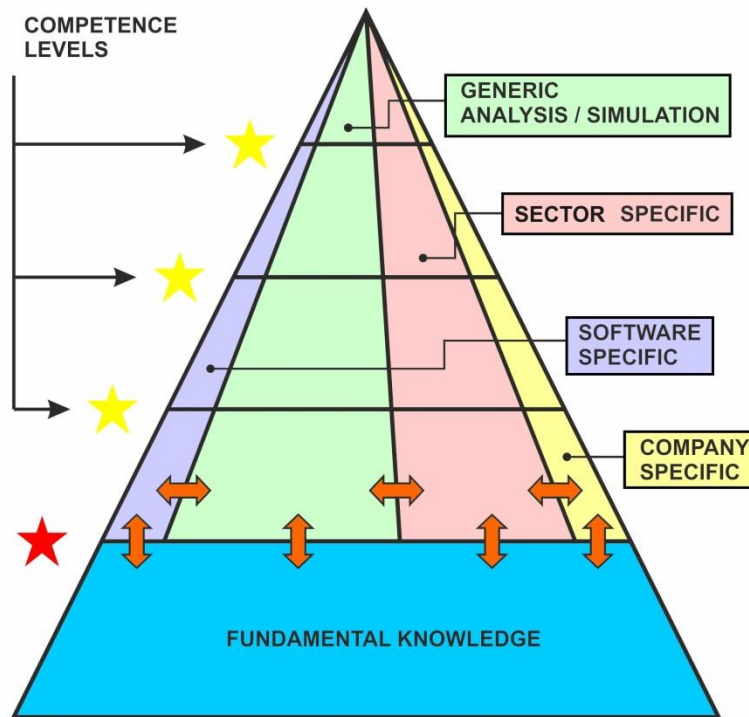 COMPETENCE
LEVELS
GENERIC
ANALYSIS / SIMULATION
SECTOR SPECIFIC
SOFTWARE
SPECIFIC
COMPANY
SPECIFIC
FUNDAMENTAL KNOWLEDGE